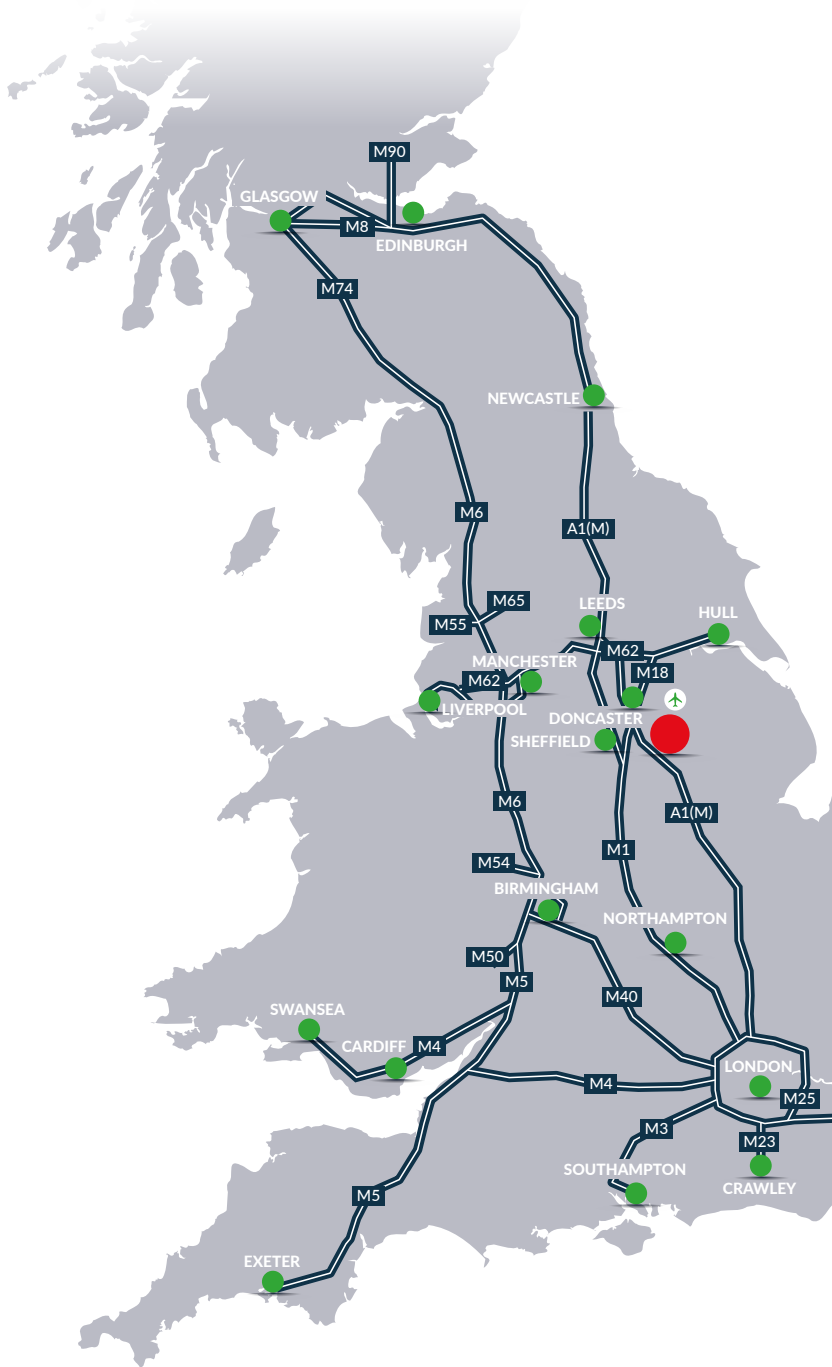 M90
GLASGOW
M8
EDINBURGH
M74
NEWCASTLE
M6
A1(M)
M65
LEEDS
M55
HULL
M62
MANCHESTER
M18
M62
LIVERPOOL
DONCASTER
SHEFFIELD
M6
A1(M)
M1
M54
BIRMINGHAM
NORTHAMPTON
M50
M5
M40
SWANSEA
CARDIFF
M4
LONDON
M4
M25
M3
M23
SOUTHAMPTON
CRAWLEY
M5
EXETER